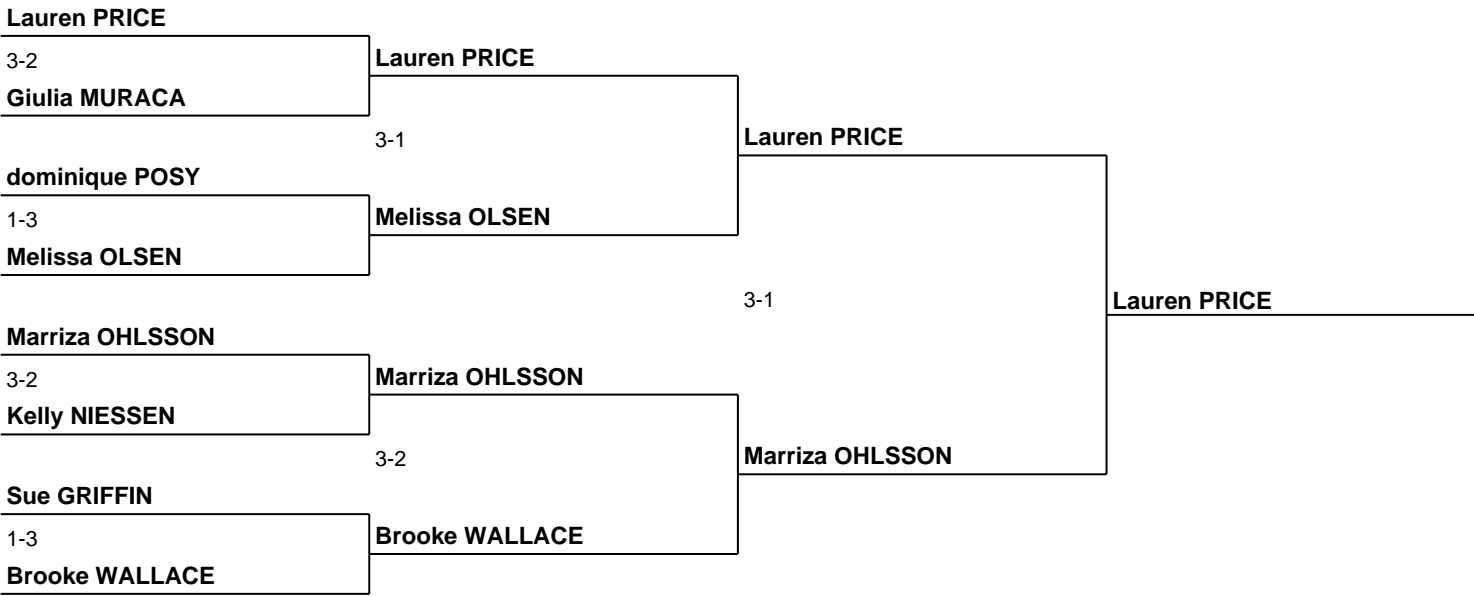 Lauren PRICE
3-2
Lauren PRICE
Giulia MURACA
3-1
Lauren PRICE
dominique POSY
1-3
Melissa OLSEN
Melissa OLSEN
3-1
Lauren PRICE
Marriza OHLSSON
3-2
Marriza OHLSSON
Kelly NIESSEN
3-2
Marriza OHLSSON
Sue GRIFFIN
1-3
Brooke WALLACE
Brooke WALLACE